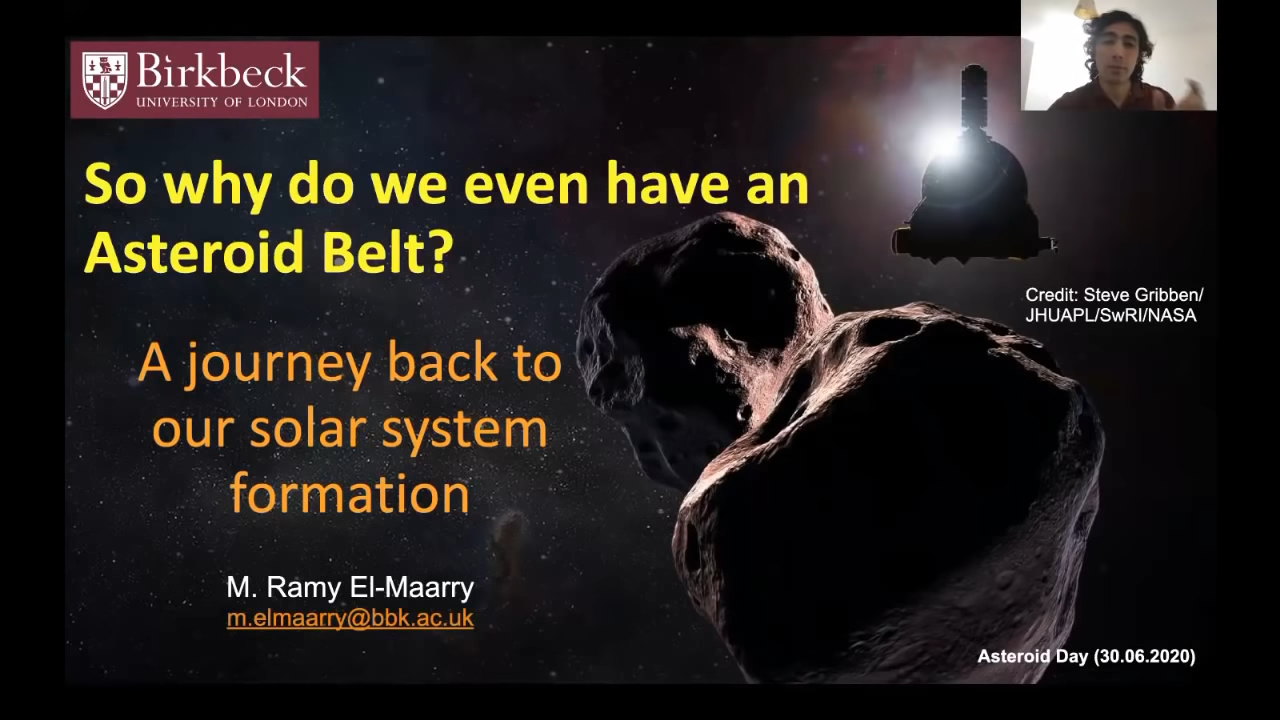 Birkbeck
UNIVERSITY OF LONDON
So why do we even have an
Asteroid Belt?
Credit: Steve Gribben/
JHUAPL/SwRI/NASA
A journey back to
our solar system
formation
M. Ramy El-Maarry
m.elmaarry@bbk.ac.uk
Asteroid Day (30.06.2020)